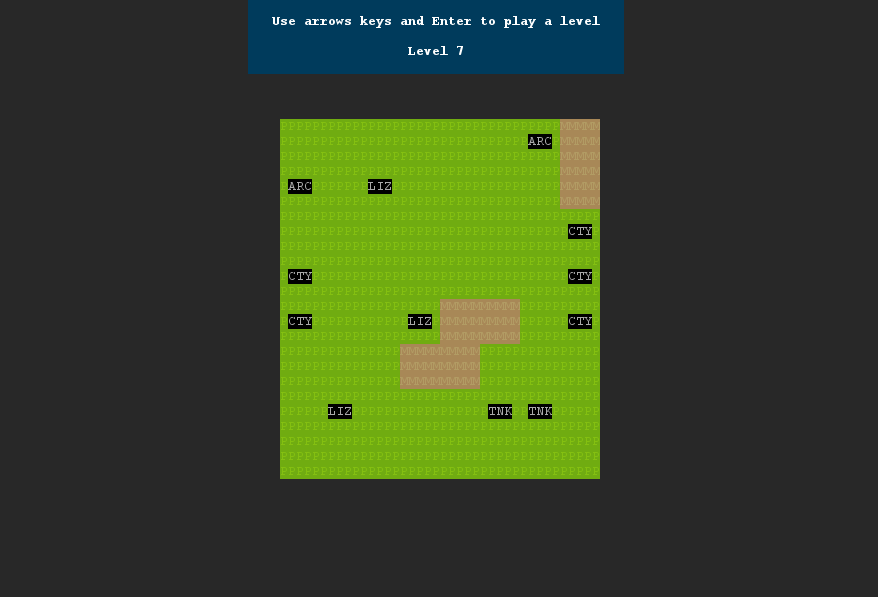 Use arrows keys and Enter to play a level
Level 7
ARC
ARC LIZ
CTY
CTY CTY
CTY LIZ CTY
LIZ TNK TNK